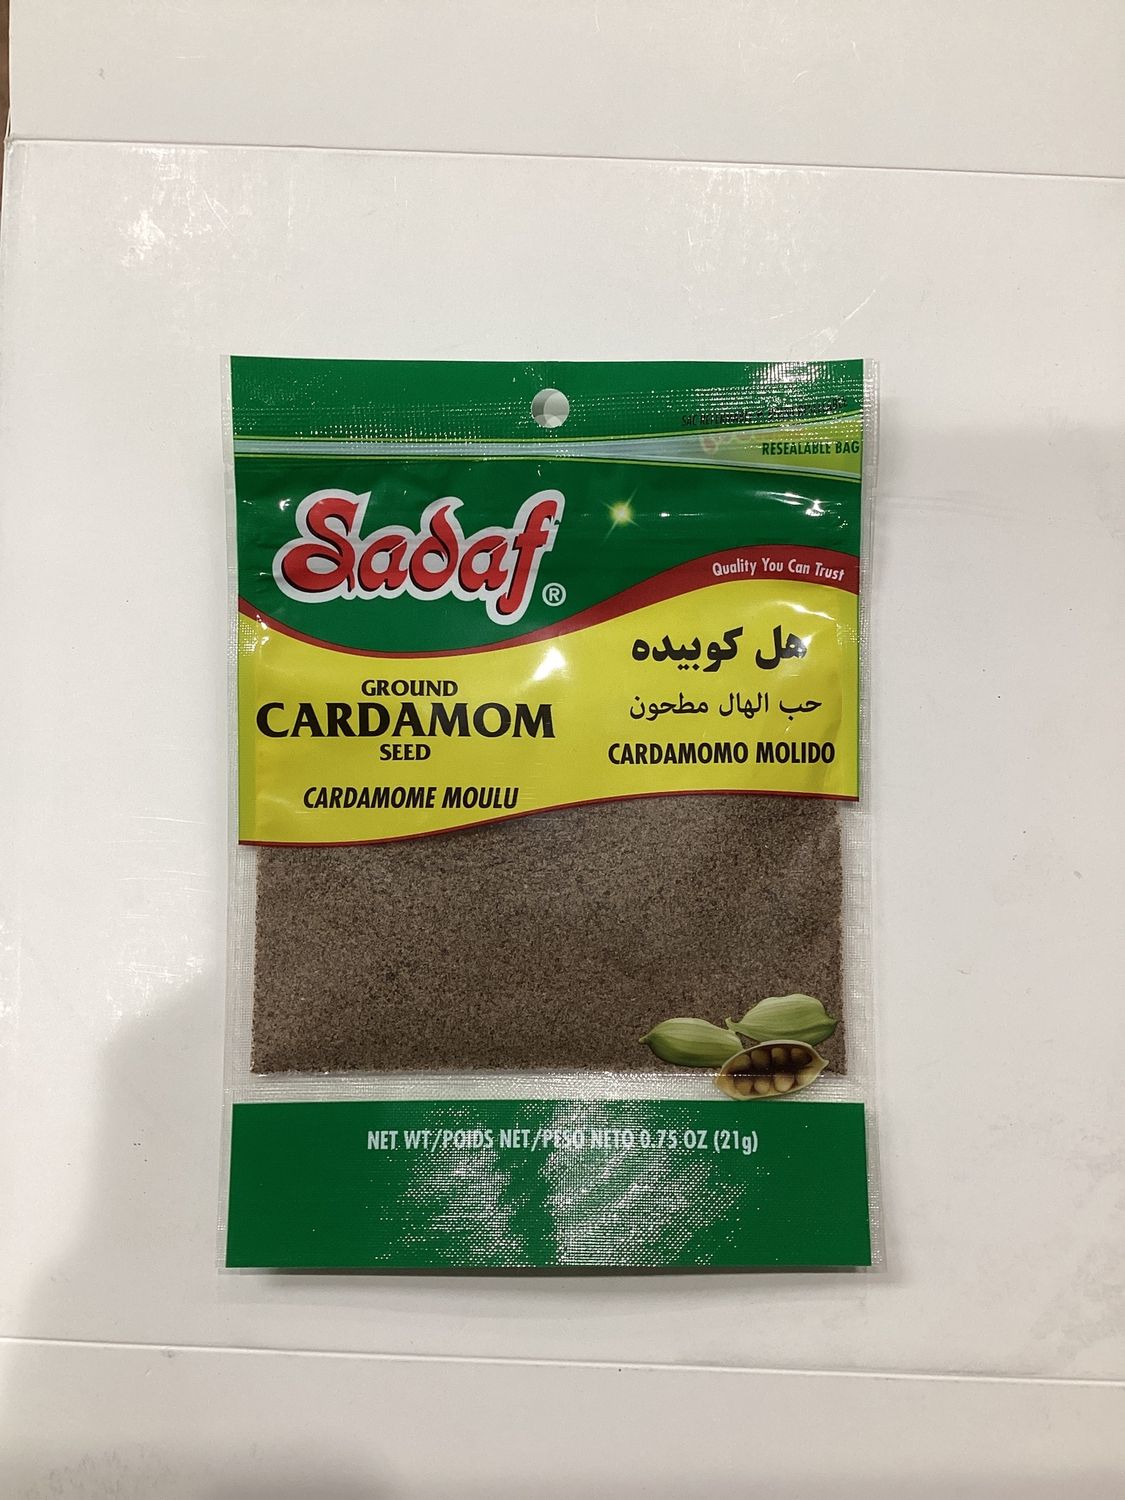 RESEALABLE BAG
Sadaf®
Quality You Can Trust
GROUND
CARDAMOM
SEED
CARDAMOME MOULU
هل کوبیده
حب الهال مطحون
CARDAMOMO MOLIDO
NET WT/POIDS NET/PESO NETO 0.75 OZ (21g)